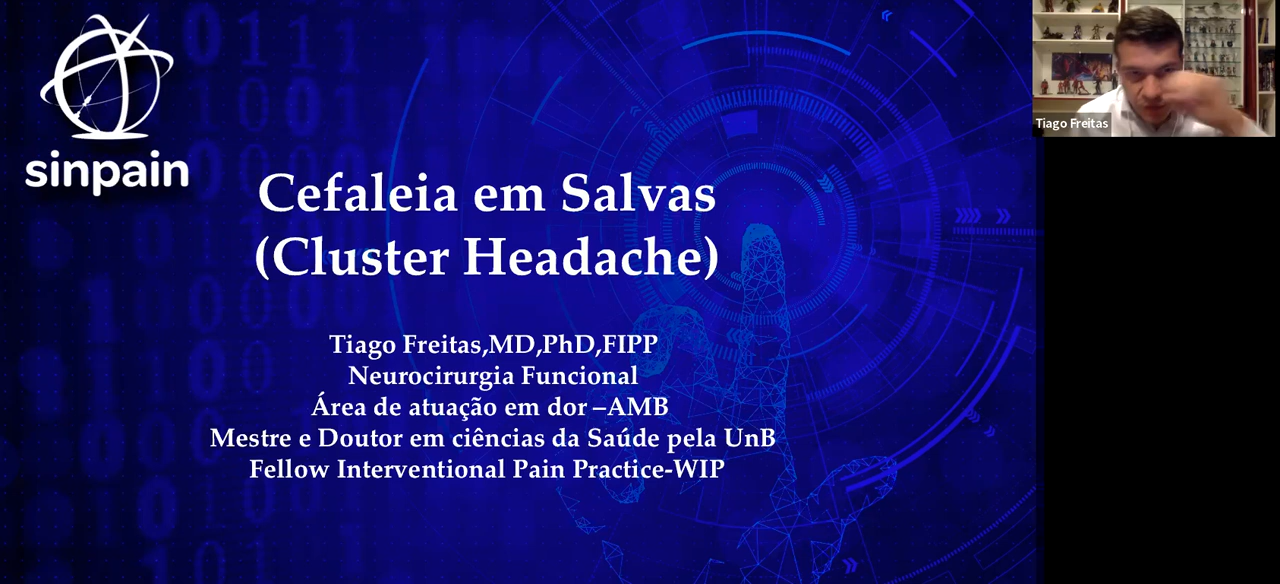 sinpain
Cefaleia em Salvas
(Cluster Headache)
Tiago Freitas,MD,PhD,FIPP
Neurocirurgia Funcional
Área de atuação em dor –AMB
Mestre e Doutor em ciências da Saúde pela UnB
Fellow Interventional Pain Practice-WIP
Tiago Freitas